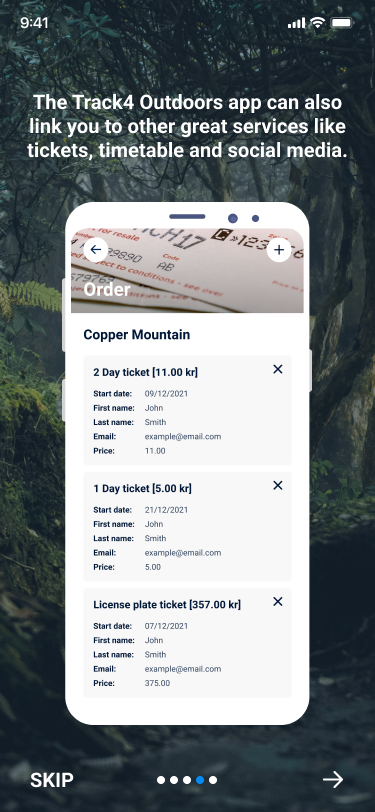 9:41
The Track4 Outdoors app can also
link you to other great services like
tickets, timetable and social media.
for resale
CH17
»123 6
29890
Code
AB
57976
ject to conditions - see
Order
Copper Mountain
2 Day ticket [11.00 kr]
Start date: 09/12/2021
First name: John
Last name: Smith
Email: example@email.com
Price: 11.00
1 Day ticket [5.00 kr]
Start date: 21/12/2021
First name: John
Last name: Smith
Email: example@email.com
Price: 5.00
License plate ticket [357.00 kr]
Start date: 07/12/2021
First name: John
Last name: Smith
Email: example@email.com
Price: 375.00
SKIP